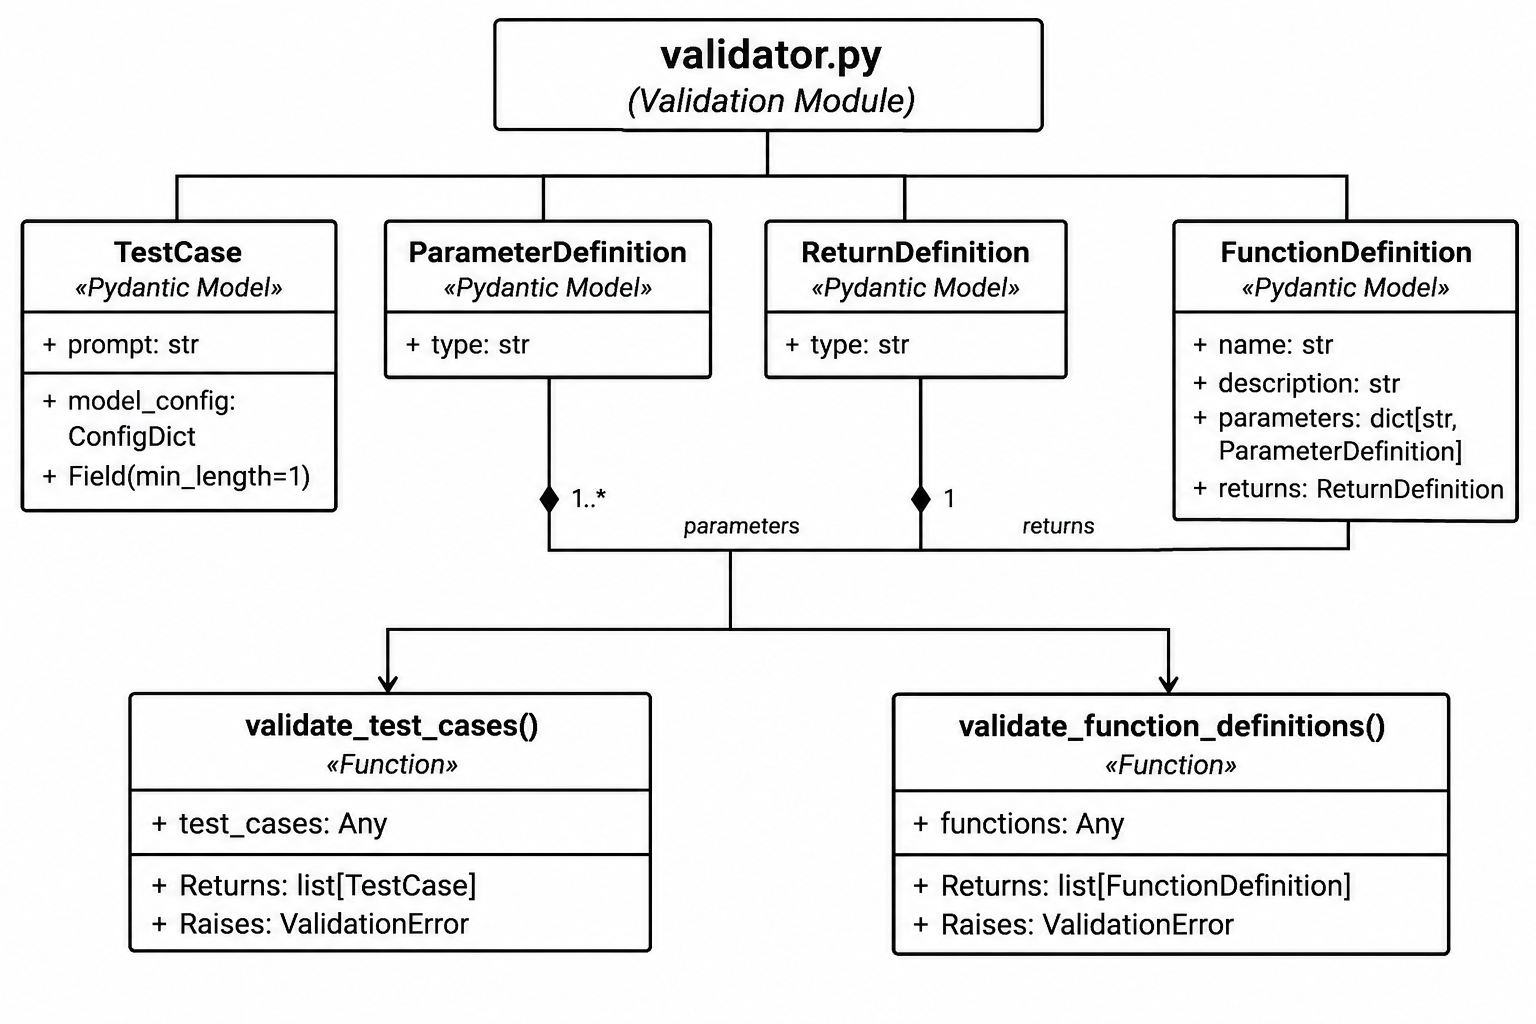 validator.py
(Validation Module)
TestCase
«Pydantic Model»
+ prompt: str
+ model_config:
ConfigDict
+ Field(min_length=1)
ParameterDefinition
«Pydantic Model»
+ type: str
ReturnDefinition
«Pydantic Model»
+ type: str
FunctionDefinition
«Pydantic Model»
+ name: str
+ description: str
+ parameters: dict[str,
ParameterDefinition]
+ returns: ReturnDefinition
1..*
parameters
1
returns
validate_test_cases()
«Function»
+ test_cases: Any
+ Returns: list[TestCase]
+ Raises: ValidationError
validate_function_definitions()
«Function»
+ functions: Any
+ Returns: list[FunctionDefinition]
+ Raises: ValidationError